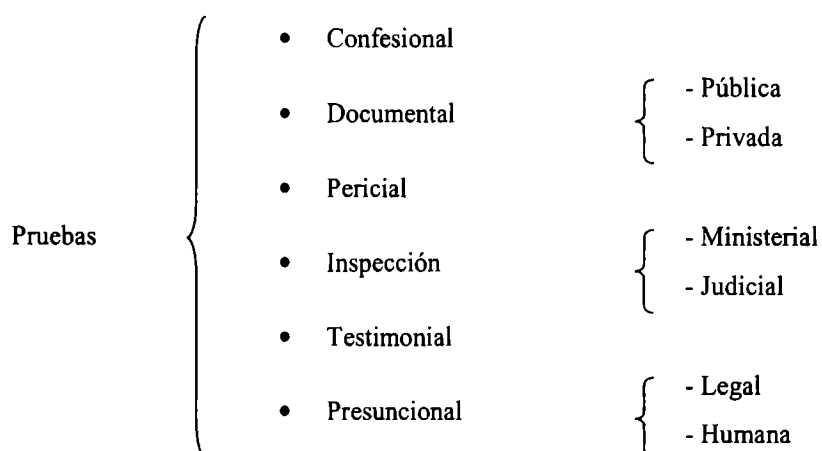 • Confesional
- Pública
• Documental
- Privada
• Pericial
Pruebas
- Ministerial
• Inspección
- Judicial
• Testimonial
- Legal
• Presuncional
- Humana